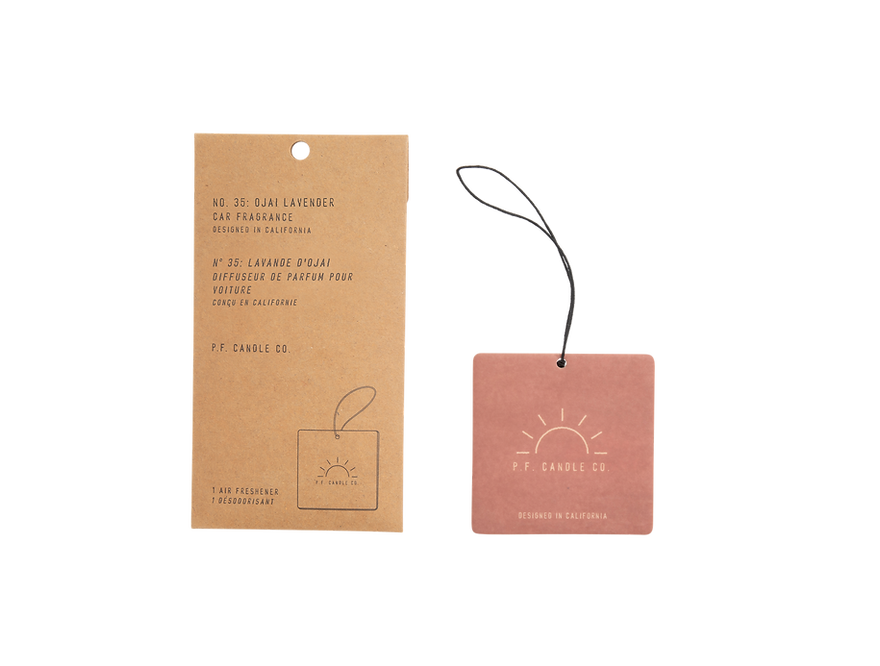 NO. 35: OJAI LAVENDER
CAR FRAGRANCE
DESIGNED IN CALIFORNIA
N° 35: LAVANDE D'OJAI
DIFFUSEUR DE PARFUM POUR
VOITURE
CONÇU EN CALIFORNIE
P.F. CANDLE CO.
P.F. CANDLE CO.
1 AIR FRESHENER
1 DÉSODORISANT
P.F. CANDLE CO.
DESIGNED IN CALIFORNIA